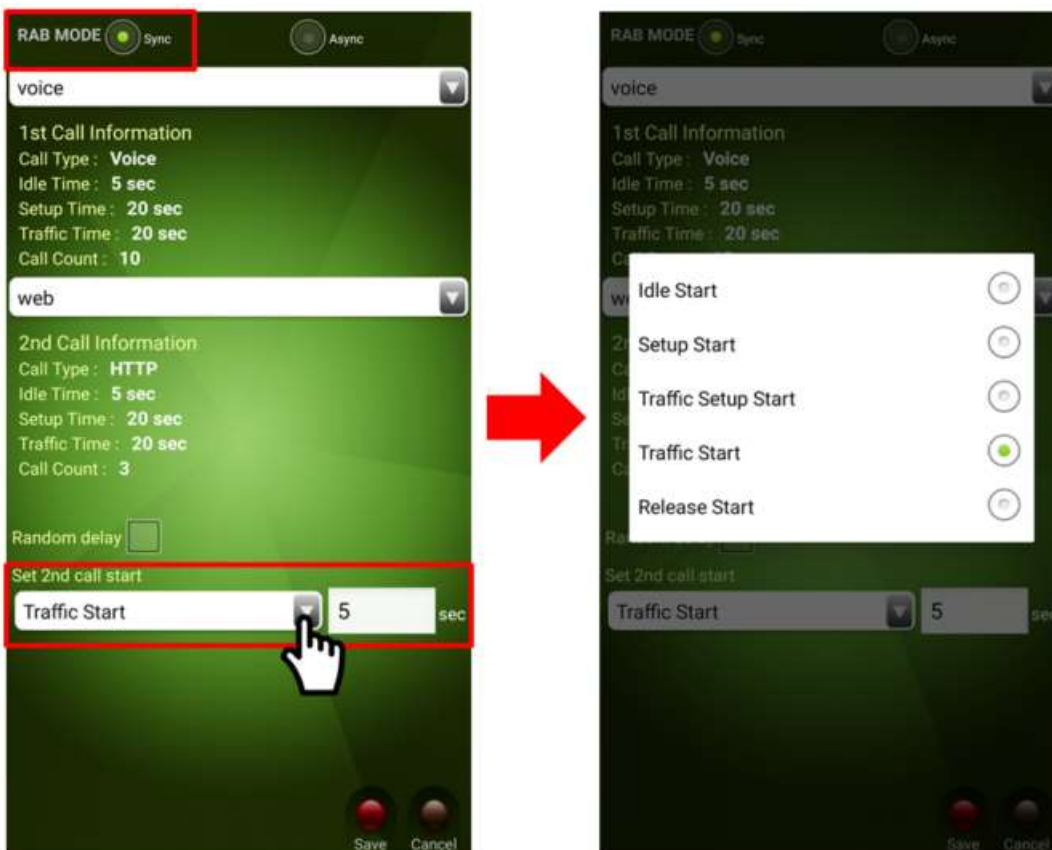 RAB MODE Sync Async
voice
1st Call Information
Call Type : Voice
Idle Time : 5 sec
Setup Time : 20 sec
Traffic Time : 20 sec
Call Count : 10
web
2nd Call Information
Call Type : HTTP
Idle Time : 5 sec
Setup Time : 20 sec
Traffic Time : 20 sec
Call Count : 3
Random delay
Set 2nd call start
Traffic Start 5 sec
Save Cancel
RAB MODE Sync Async
voice
1st Call Information
Call Type : Voice
Idle Time : 5 sec
Setup Time : 20 sec
Traffic Time : 20 sec
Idle Start
Setup Start
Traffic Setup Start
Traffic Start
Release Start
Set 2nd call start
Traffic Start 5 sec
Save Cancel